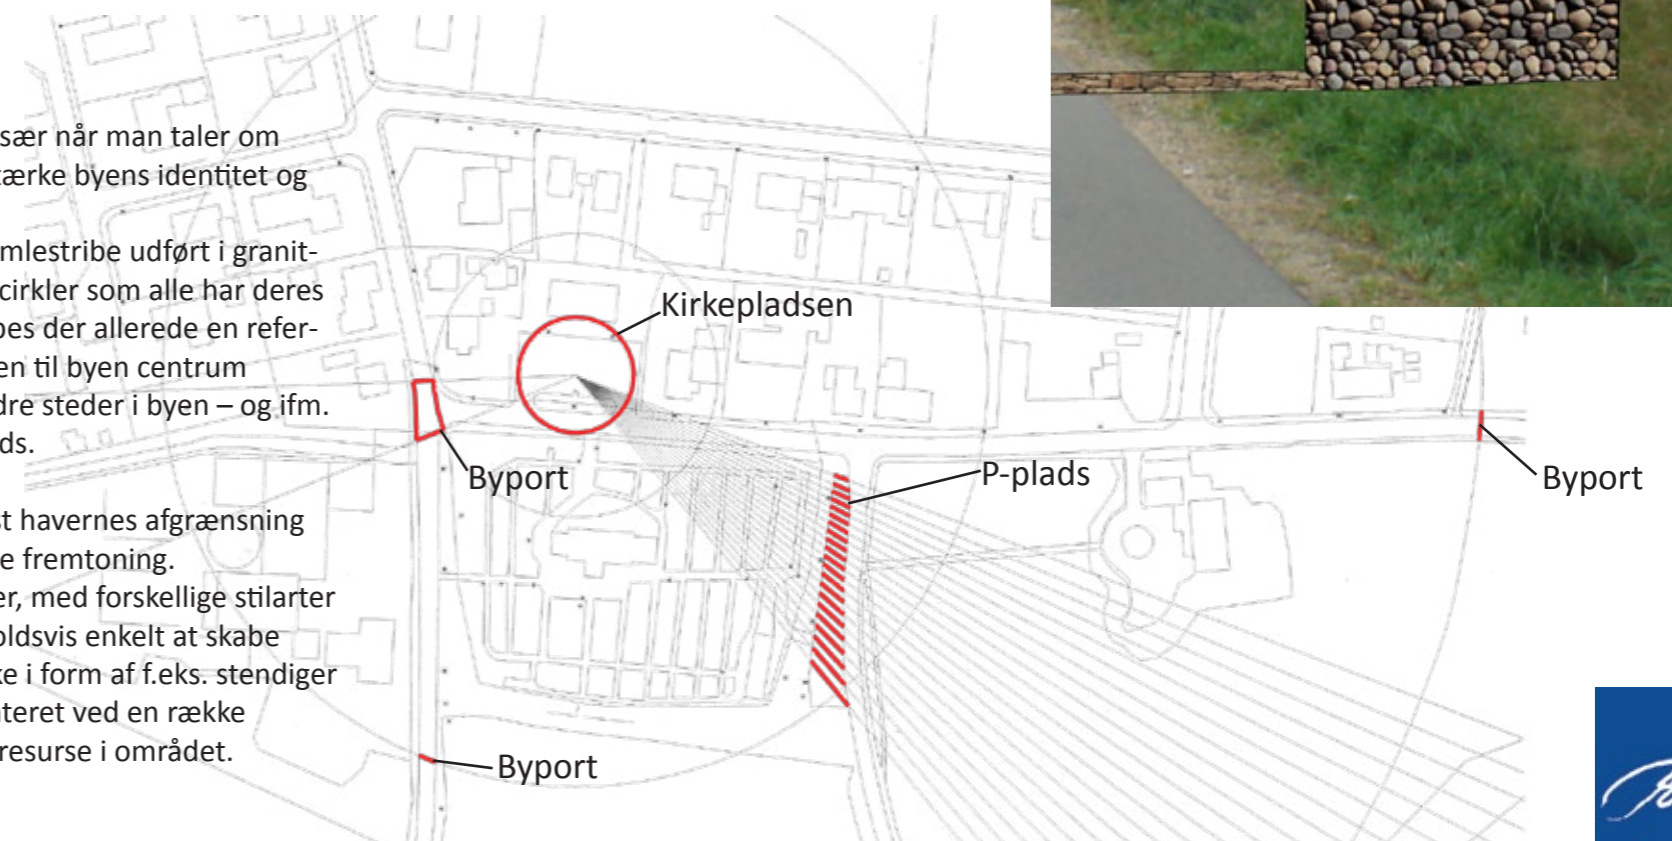 sær når man taler om
tærke byens identitet og
mlestribe udført i granit-
cirkler som alle har deres
bes der allerede en refer-
en til byen centrum
dre steder i byen – og ifm.
ds.
st havernes afgrænsning
e fremtoning.
er, med forskellige stilarter
oldsvis enkelt at skabe
ke i form af f.eks. stendiger
nteret ved en række
resurse i området.
Kirkepladsen
Byport
P-plads
Byport
Byport